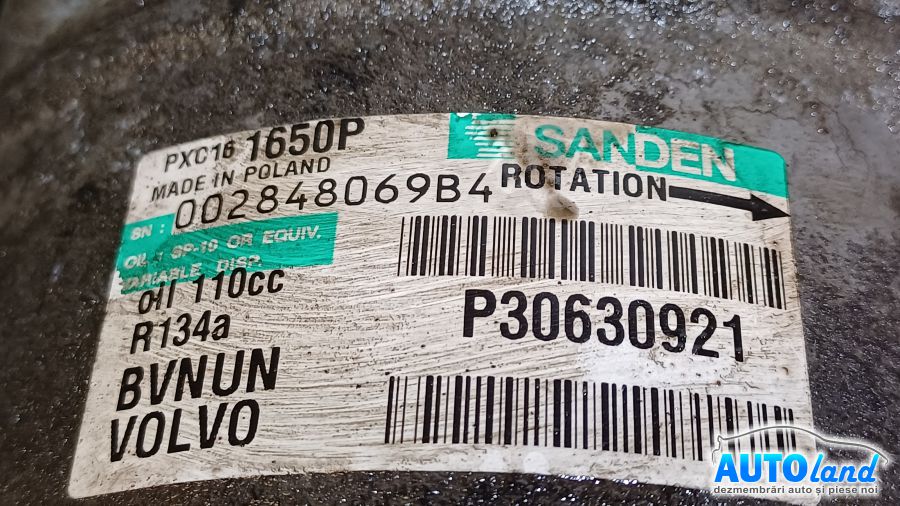 PXC16 1650P
SANDEN
MADE IN POLAND
ROTATION
SN: 002848069B4
OIL : SP-10 OR EQUIV.
VARIABLE DISP.
oil 110cc
R134a
P30630921
BVNUN
VOLVO
AUTOland
dezmembrări auto și piese noi